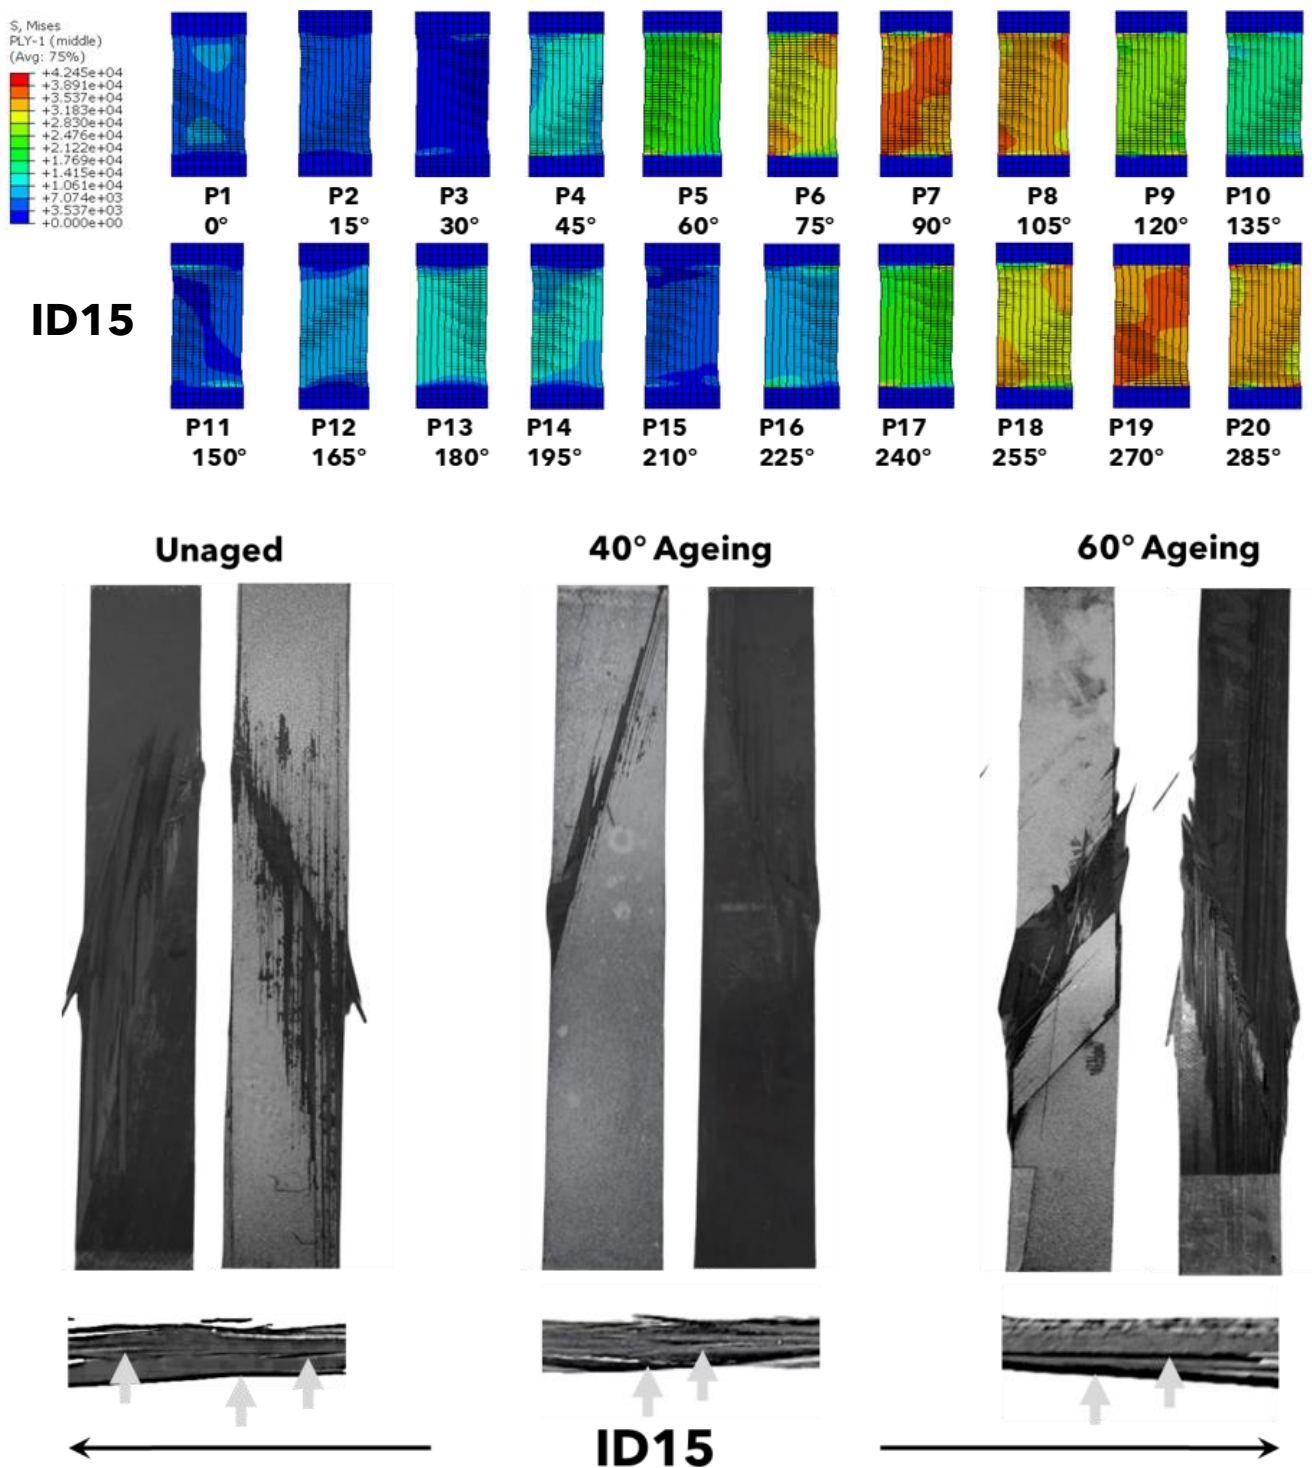 S, Mises
PLY-1 (middle)
(Avg: 75%)
+4.245e+04
+3.891e+04
+3.537e+04
+3.183e+04
+2.830e+04
+2.476e+04
+2.122e+04
+1.769e+04
+1.415e+04
+1.061e+04
+7.074e+03
+3.537e+03
+0.000e+00
P1 P2 P3 P4 P5 P6 P7 P8 P9 P10
0° 15° 30° 45° 60° 75° 90° 105° 120° 135°
ID15
P11 P12 P13 P14 P15 P16 P17 P18 P19 P20
150° 165° 180° 195° 210° 225° 240° 255° 270° 285°
Unaged 40° Ageing 60° Ageing
ID15